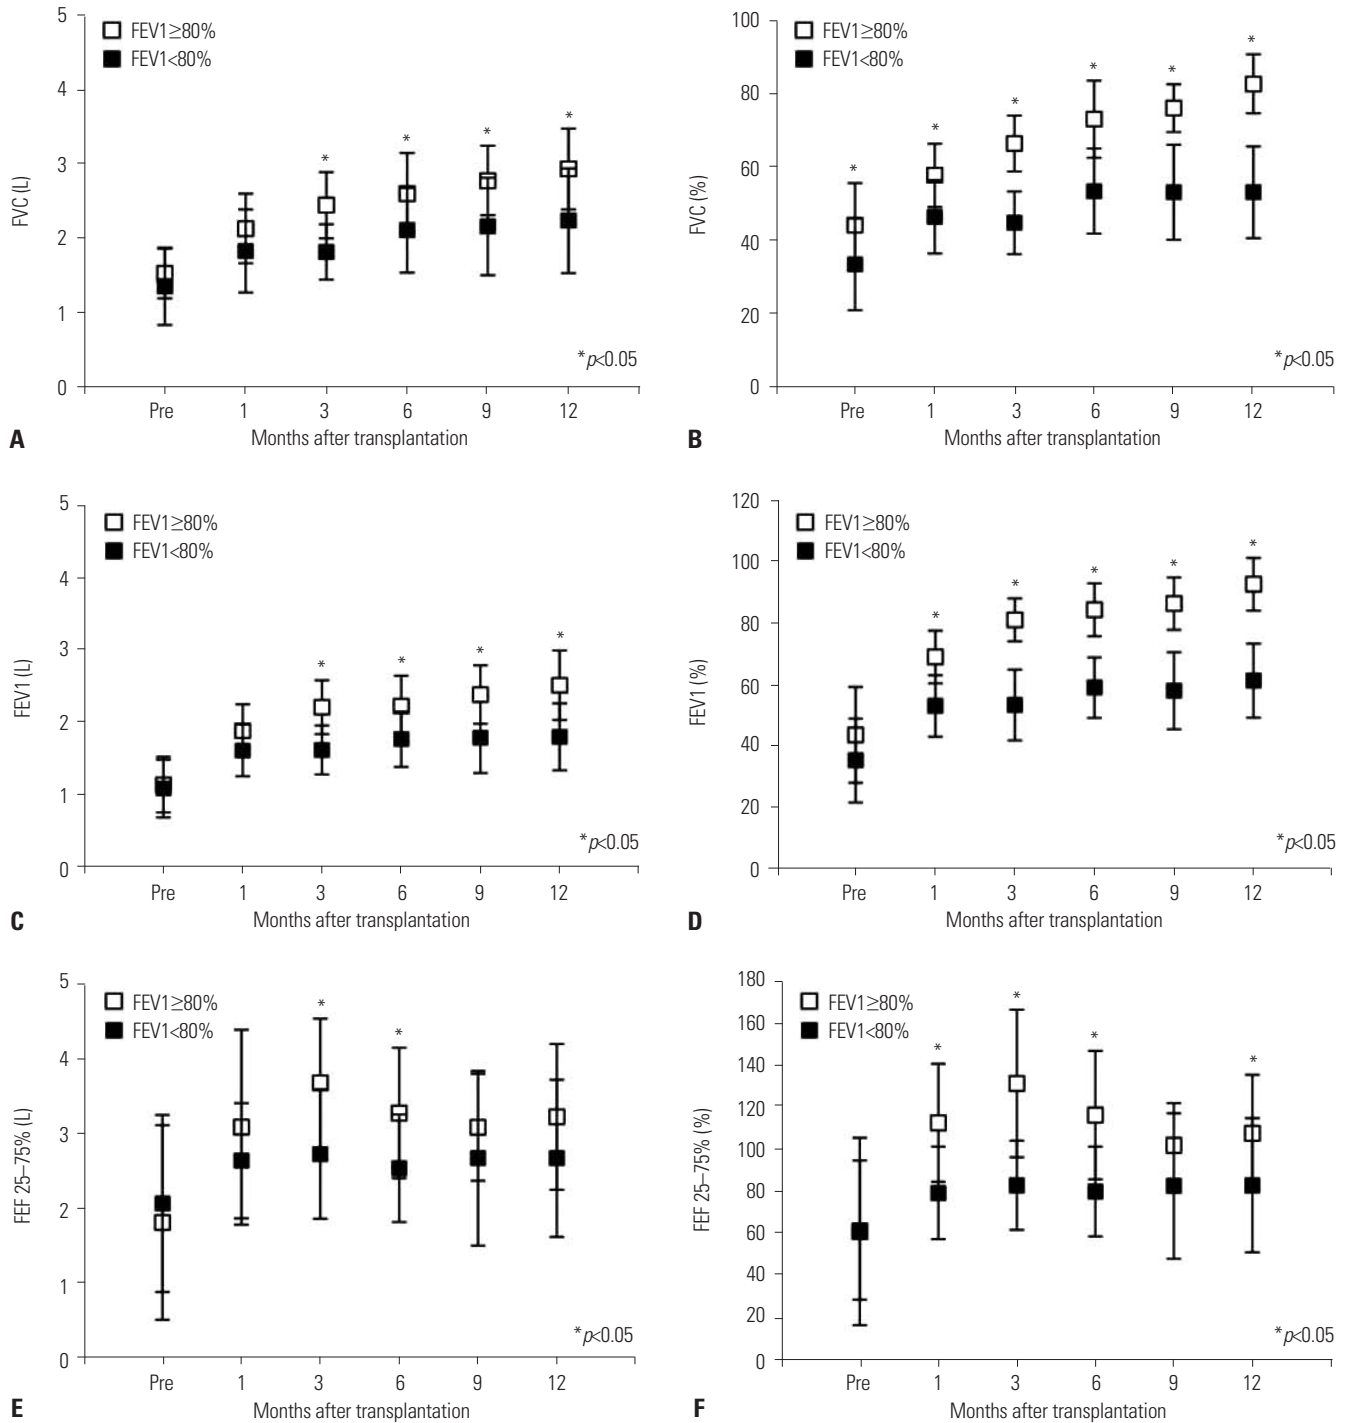 5
4
3
2
1
0
FVC (L)
FEV1≥80%
FEV1<80%
* * * *
*p<0.05
Pre 1 3 6 9 12
Months after transplantation
A
100
80
60
40
20
0
FVC (%)
FEV1≥80%
FEV1<80%
* * * * * *
*p<0.05
Pre 1 3 6 9 12
Months after transplantation
B
5
4
3
2
1
0
FEV1 (L)
FEV1≥80%
FEV1<80%
* * * *
*p<0.05
Pre 1 3 6 9 12
Months after transplantation
C
120
100
80
60
40
20
0
FEV1 (%)
FEV1≥80%
FEV1<80%
* * * * *
*p<0.05
Pre 1 3 6 9 12
Months after transplantation
D
5
4
3
2
1
0
FEF 25–75% (L)
FEV1≥80%
FEV1<80%
* *
*p<0.05
Pre 1 3 6 9 12
Months after transplantation
E
180
160
140
120
100
80
60
40
20
0
FEF 25–75% (%)
FEV1≥80%
FEV1<80%
* * * *
*p<0.05
Pre 1 3 6 9 12
Months after transplantation
F